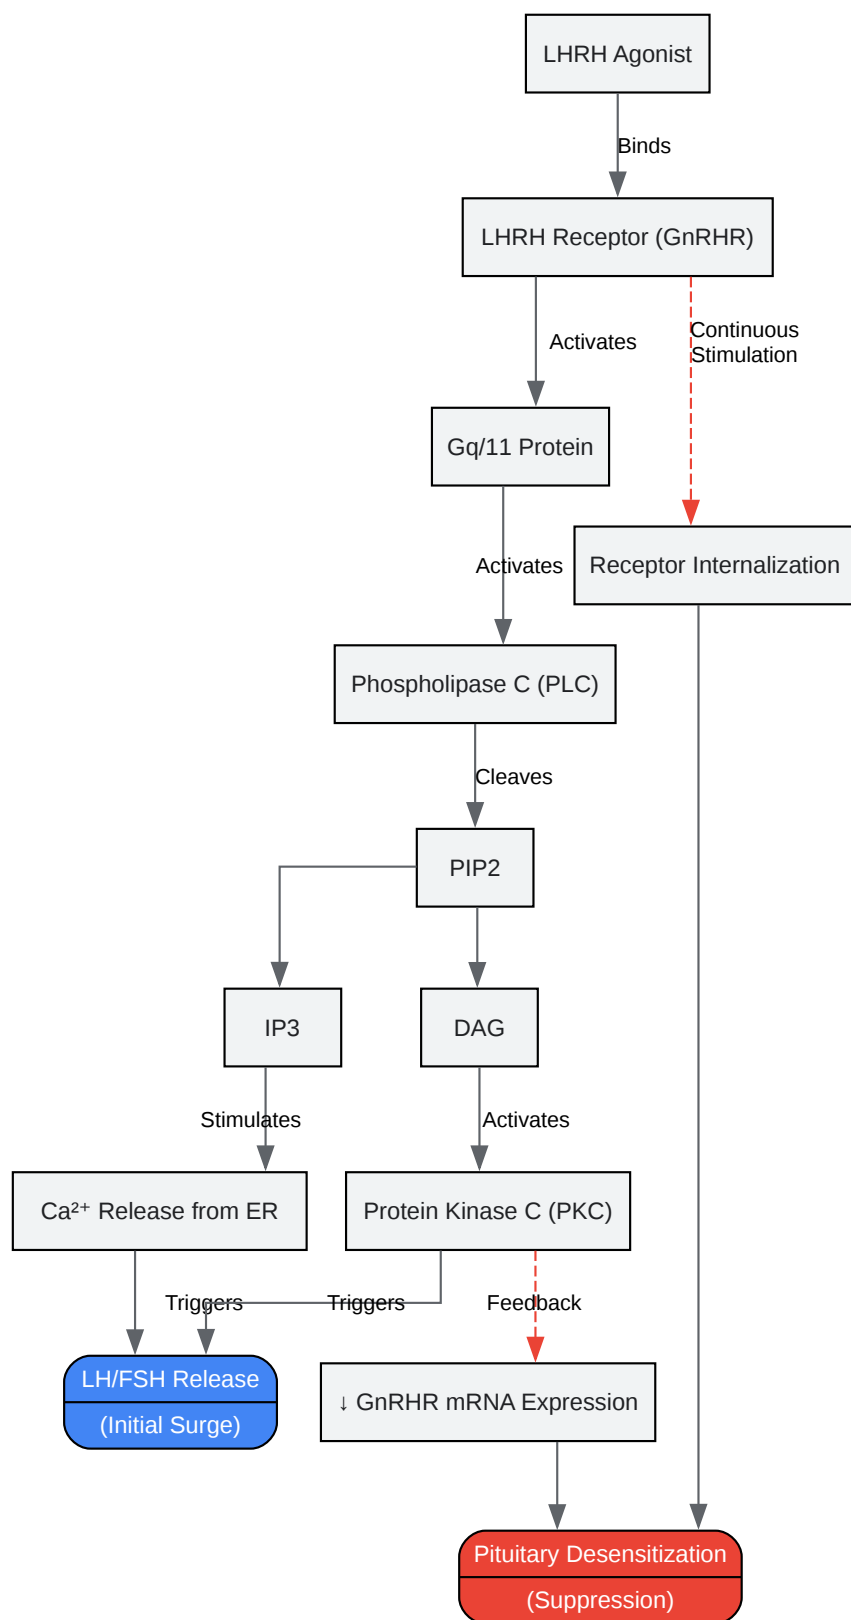 LHRH Agonist
Binds
LHRH Receptor (GnRHR)
Activates
Continuous
Stimulation
Gq/11 Protein
Activates
Receptor Internalization
Phospholipase C (PLC)
Cleaves
PIP2
IP3
DAG
Stimulates
Activates
Ca²⁺ Release from ER
Protein Kinase C (PKC)
Triggers
Triggers
Feedback
LH/FSH Release
(Initial Surge)
↓ GnRHR mRNA Expression
Pituitary Desensitization
(Suppression)